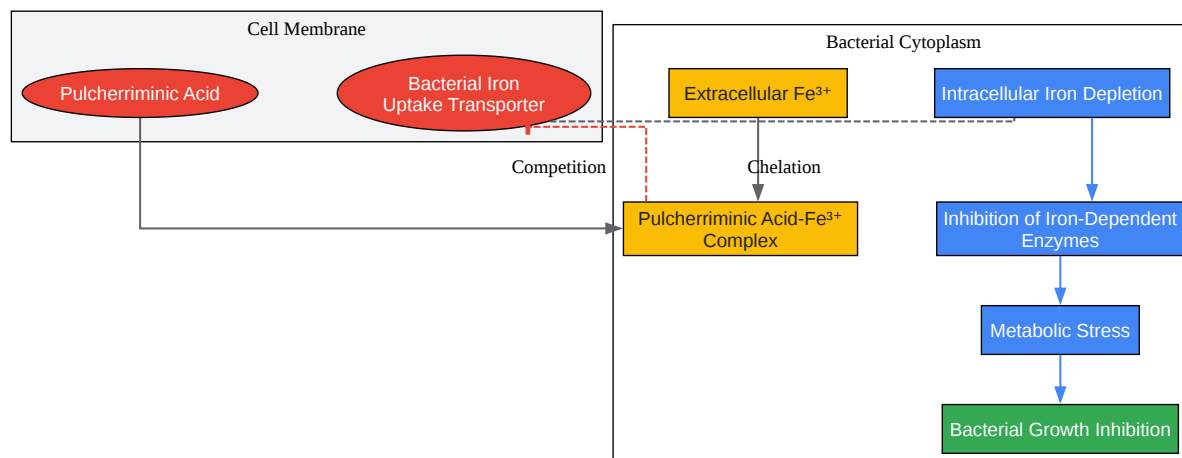 Cell Membrane
Pulcherriminic Acid
Bacterial Iron
Uptake Transporter
Bacterial Cytoplasm
Extracellular Fe³⁺
Intracellular Iron Depletion
Competition
Chelation
Pulcherriminic Acid-Fe³⁺
Complex
Inhibition of Iron-Dependent
Enzymes
Metabolic Stress
Bacterial Growth Inhibition